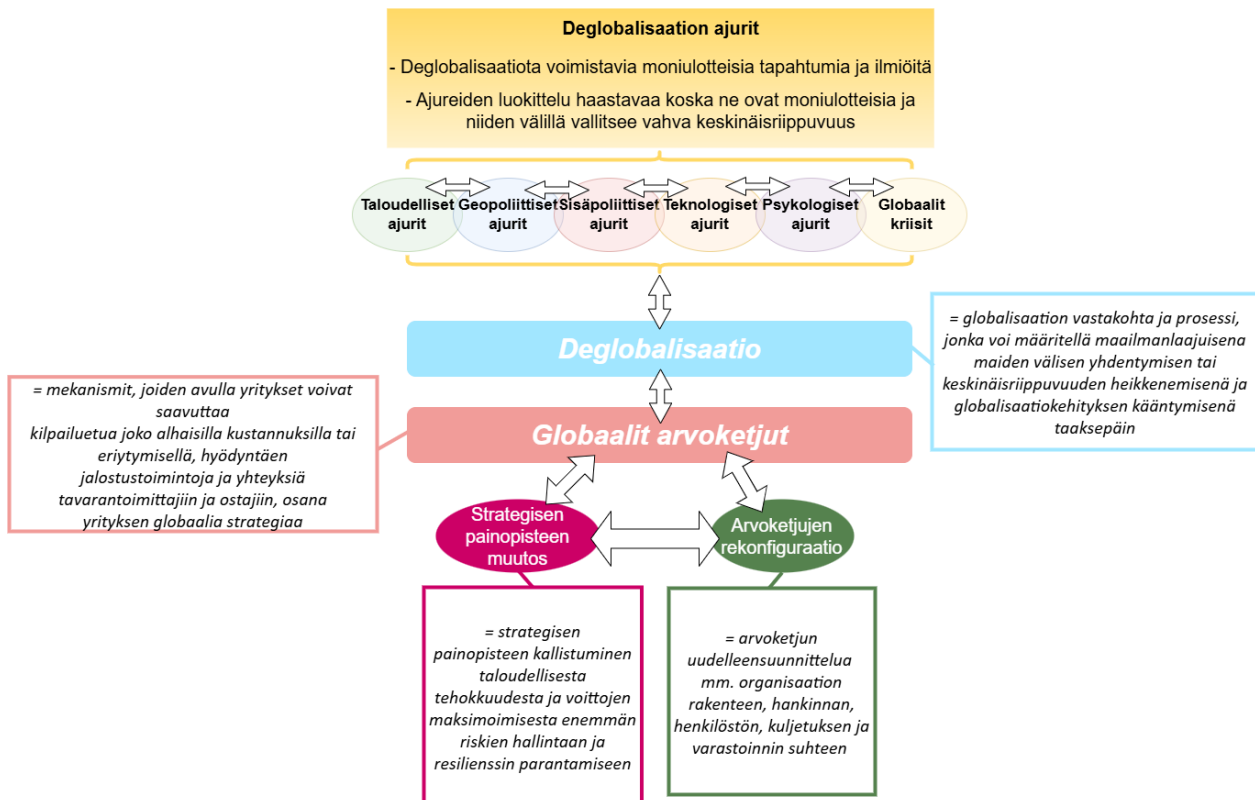 Deglobalisaation ajurit
- Deglobalisaatiota voimistavia moniulotteisia tapahtumia ja ilmiöitä
- Ajureiden luokittelu haastavaa koska ne ovat moniulotteisia ja
niiden välillä vallitsee vahva keskinäisriippuvuus
Taloudelliset
ajurit
Geopoliittiset
ajurit
Sisäpoliittiset
ajurit
Teknologiset
ajurit
Psykologiset
ajurit
Globaalit
kriisit
= globalisaation vastakohta ja prosessi,
jonka voi määritellä maailmanlaajuisena
maiden välisen yhdentymisen tai
keskinäisriippuvuuden heikkenemisenä ja
globalisaatiokehityksen kääntymisenä
taaksepäin
Deglobalisaatio
= mekanismit, joiden avulla yritykset voivat
saavuttaa
kilpailuetua joko alhaisilla kustannuksilla tai
eriytymisellä, hyödyntäen
jalostustoimintoja ja yhteyksiä
tavarantoimittajiin ja ostajiin, osana
yrityksen globaalia strategiaa
Globaalit arvoketjut
Strategisen
painopisteen
muutos
Arvoketjujen
rekonfiguraatio
= strategisen
painopisteen kallistuminen
taloudellisesta
tehokkuudesta ja voittojen
maksimoimisesta enemmän
riskien hallintaan ja
resilienssin parantamiseen
= arvoketjun
uudelleensuunnittelua
mm. organisaation
rakenteen, hankinnan,
henkilöstön, kuljetuksen ja
varastoinnin suhteen